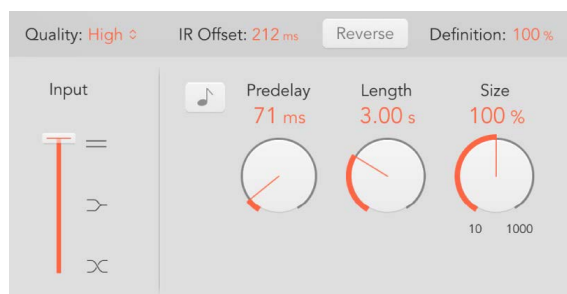 Quality: High IR Offset: 212 ms Reverse Definition: 100 %
Input Predelay Length Size
71 ms 3.00 s 100 %
10 1000